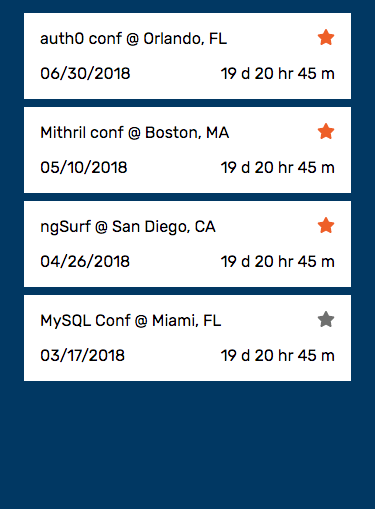 auth0 conf @ Orlando, FL
06/30/2018 19 d 20 hr 45 m
Mithril conf @ Boston, MA
05/10/2018 19 d 20 hr 45 m
ngSurf @ San Diego, CA
04/26/2018 19 d 20 hr 45 m
MySQL Conf @ Miami, FL
03/17/2018 19 d 20 hr 45 m